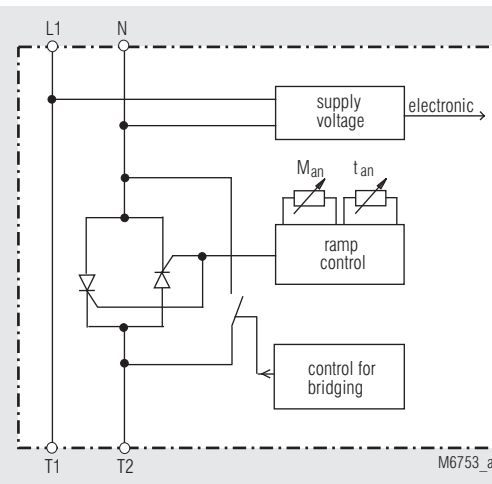 L1 N
supply
voltage
electronic
Man tan
ramp
control
control for
bridging
T1 T2
M6753_a